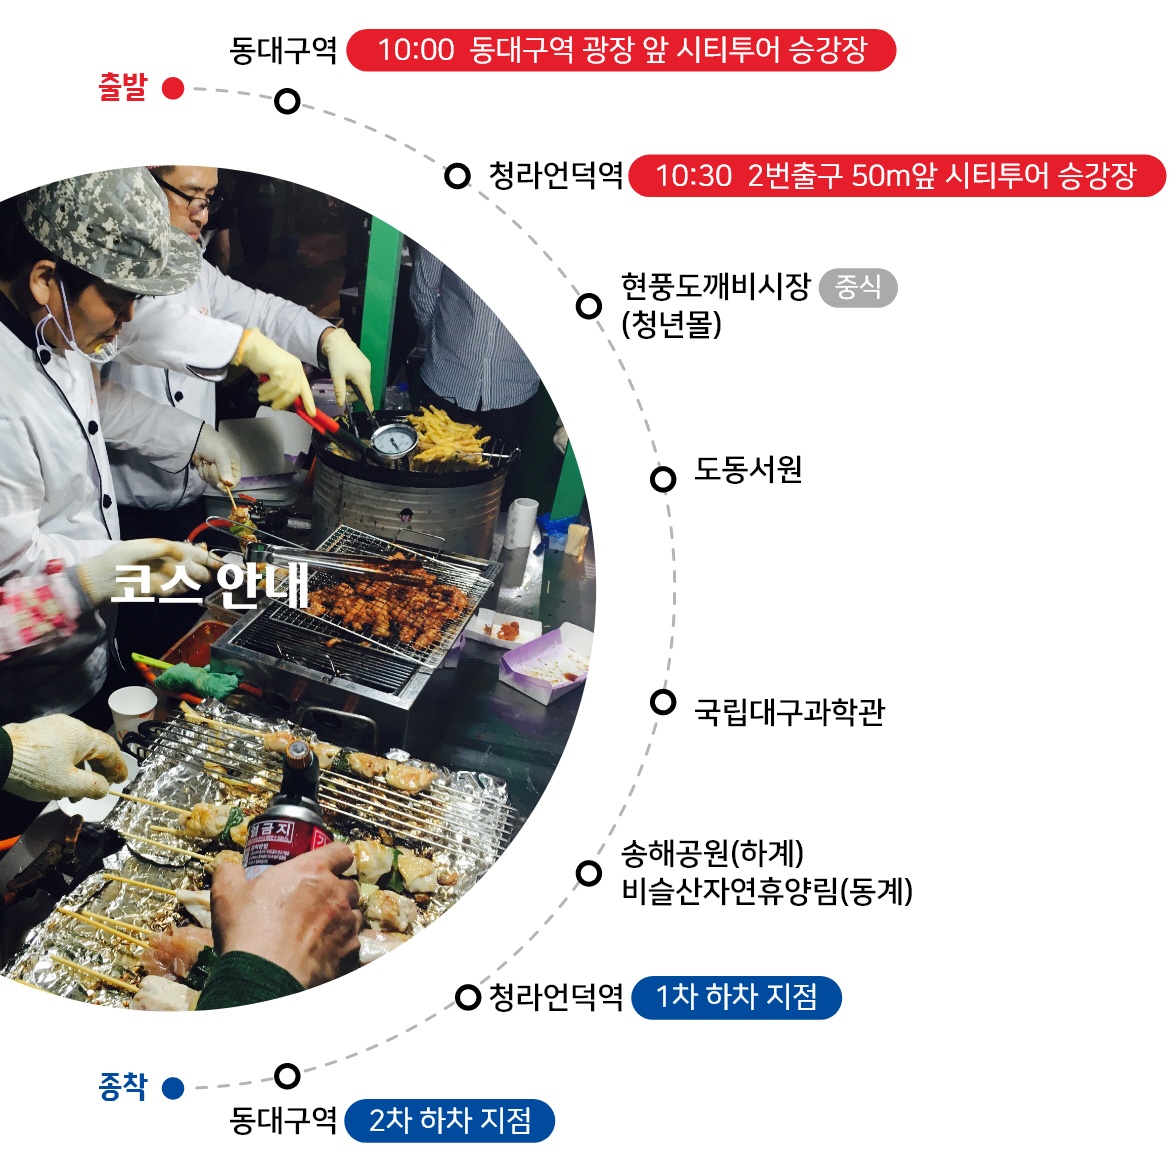 동대구역 10:00 동대구역 광장 앞 시티투어 승강장
출발
청라언덕역 10:30 2번출구 50m앞 시티투어 승강장
현풍도깨비시장 중식
(청년몰)
도동서원
코스 안내
국립대구과학관
송해공원(하계)
비슬산자연휴양림(동계)
청라언덕역 1차 하차 지점
종착
동대구역 2차 하차 지점